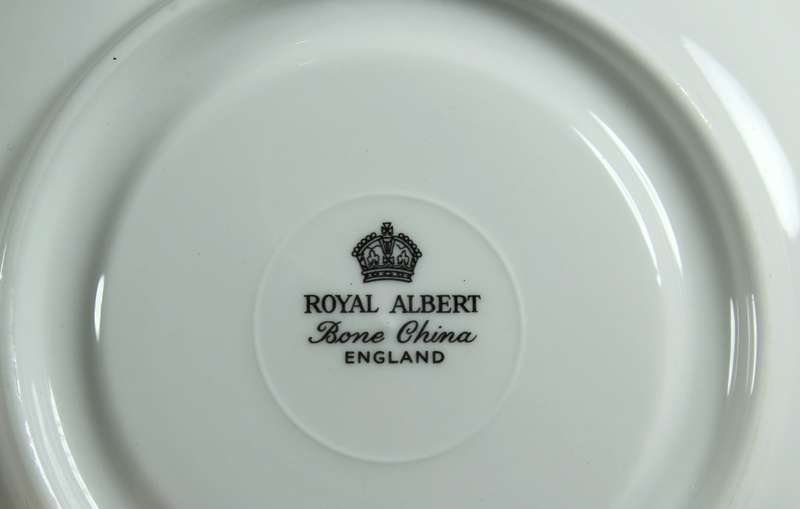 ROYAL ALBERT
Bone China
ENGLAND